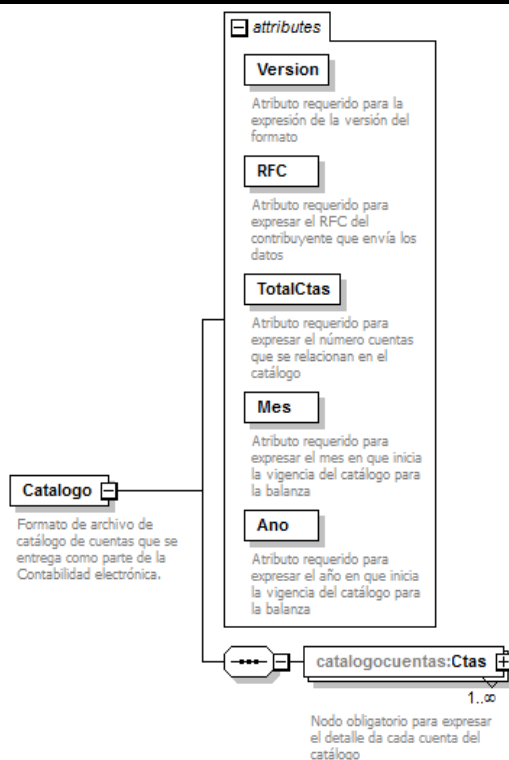 attributes
Version
Atributo requerido para la
expresión de la versión del
formato
RFC
Atributo requerido para
expresar el RFC del
contribuyente que envía los
datos
TotalCtas
Atributo requerido para
expresar el número cuentas
que se relacionan en el
catálogo
Mes
Atributo requerido para
expresar el mes en que inicia
la vigencia del catálogo para
la balanza
Catalogo
Formato de archivo de
catálogo de cuentas que se
entrega como parte de la
Contabilidad electrónica.
Ano
Atributo requerido para
expresar el año en que inicia
la vigencia del catálogo para
la balanza
catalogocuentas:Ctas
1..∞
Nodo obligatorio para expresar
el detalle da cada cuenta del
catálogo